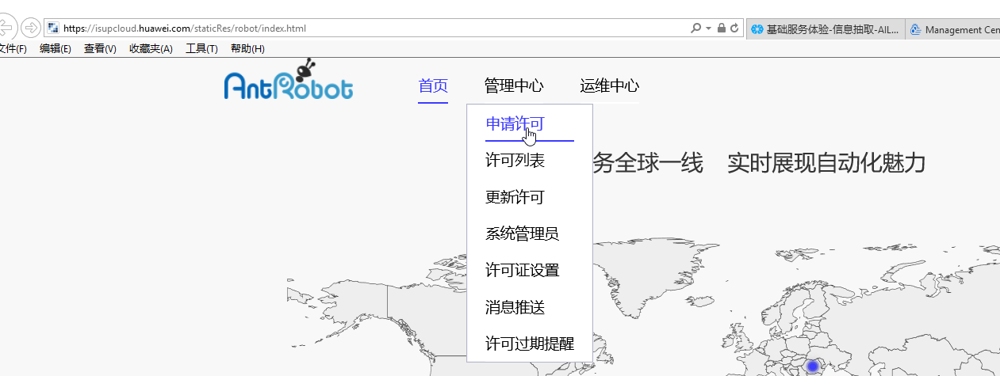 https://isupcloud.huawei.com/staticRes/robot/index.html
基础服务体验-信息抽取-AIL...
Management Cen
文件(F) 编辑(E) 查看(V) 收藏夹(A) 工具(T) 帮助(H)
AntRobot
首页 管理中心 运维中心
申请许可
许可列表
务全球一线 实时展现自动化魅力
更新许可
系统管理员
许可证设置
消息推送
许可过期提醒